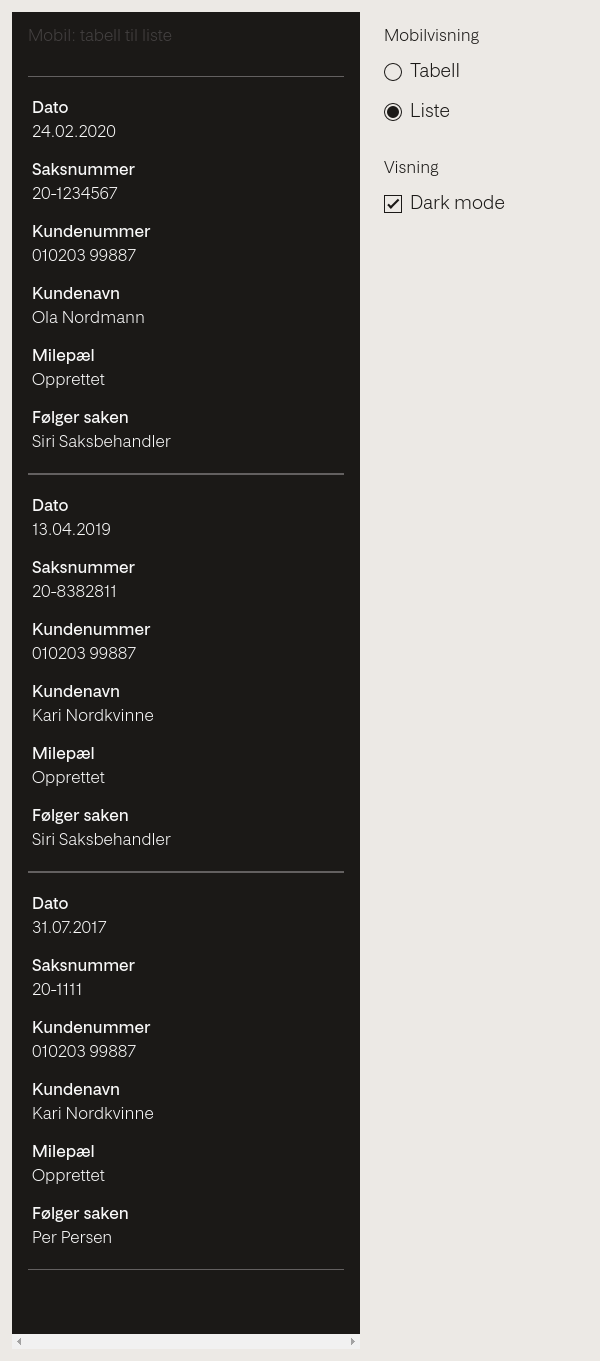 Mobil: tabell til liste
Dato
24.02.2020
Saksnummer
20-1234567
Kundenummer
010203 99887
Kundenavn
Ola Nordmann
Milepæl
Opprettet
Følger saken
Siri Saksbehandler
Dato
13.04.2019
Saksnummer
20-8382811
Kundenummer
010203 99887
Kundenavn
Kari Nordkvinne
Milepæl
Opprettet
Følger saken
Siri Saksbehandler
Dato
31.07.2017
Saksnummer
20-1111
Kundenummer
010203 99887
Kundenavn
Kari Nordkvinne
Milepæl
Opprettet
Følger saken
Per Persen
Mobilvisning
Tabell
Liste
Visning
Dark mode